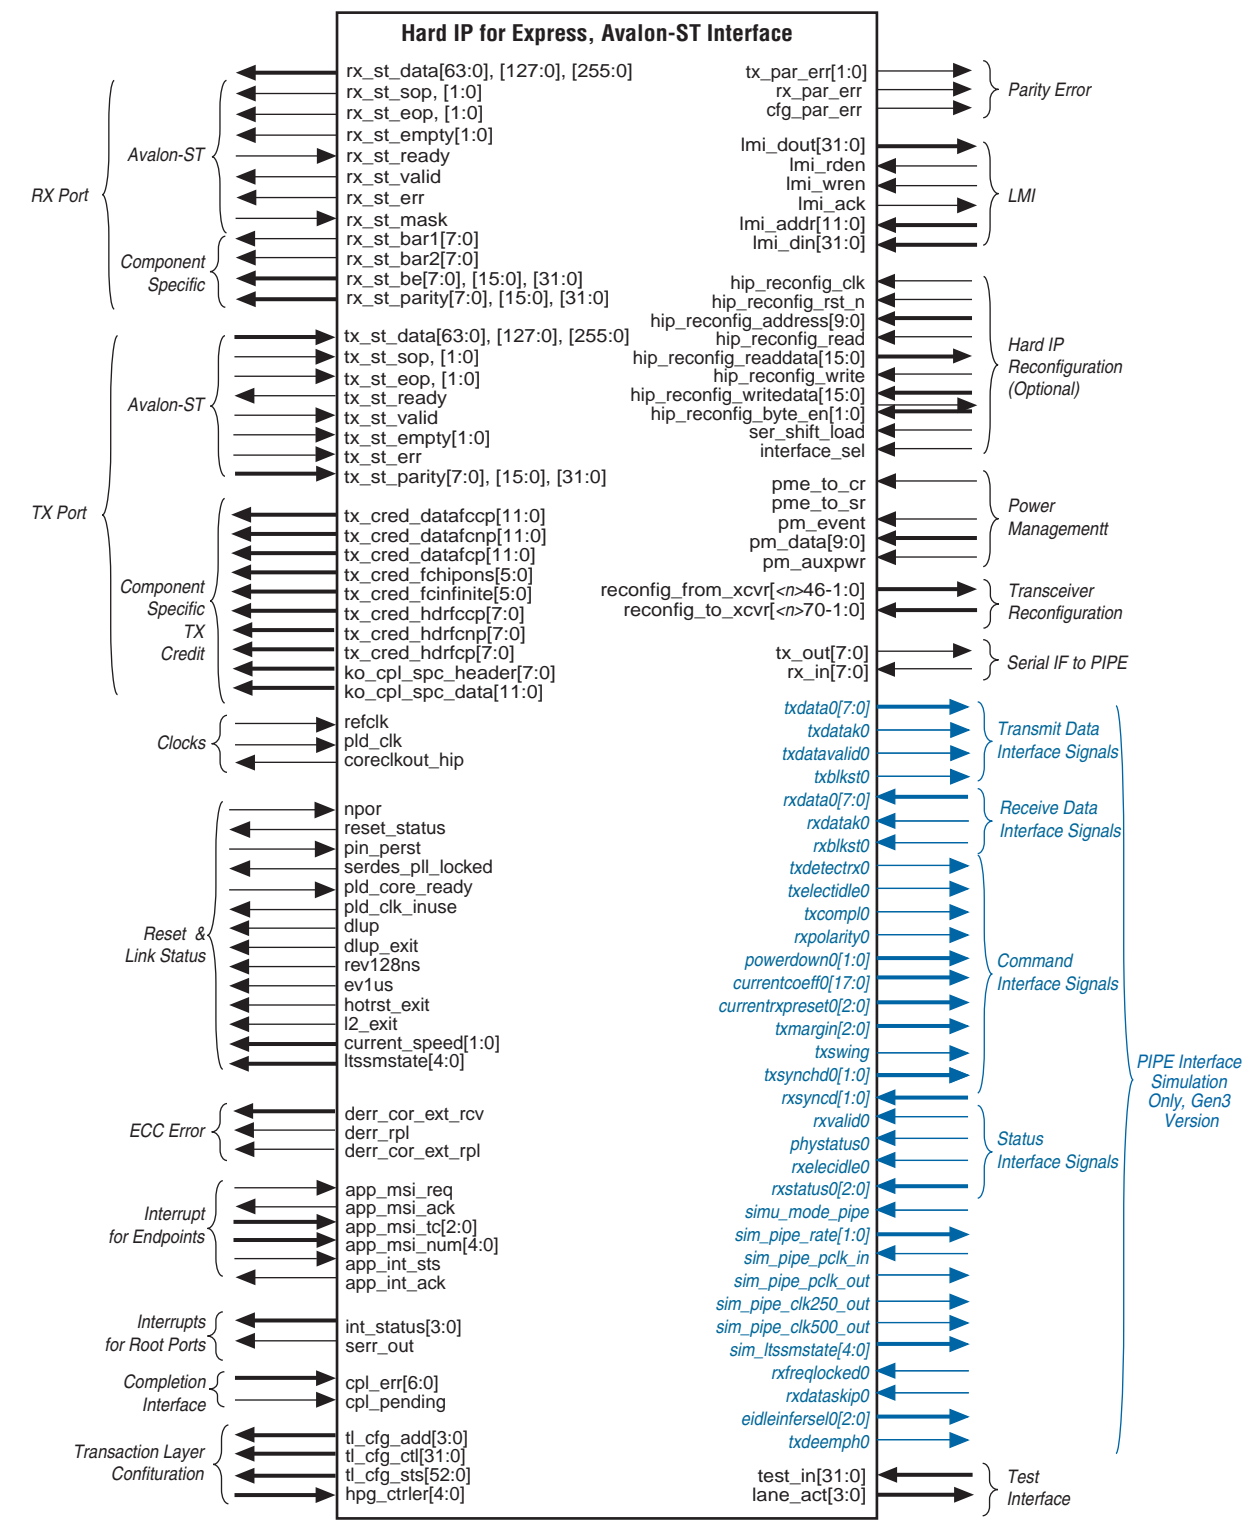 Hard IP for Express, Avalon-ST Interface
RX Port
Avalon-ST
rx_st_data[63:0], [127:0], [255:0]
rx_st_sop, [1:0]
rx_st_eop, [1:0]
rx_st_empty[1:0]
rx_st_ready
rx_st_valid
rx_st_err
rx_st_mask
Component
Specific
rx_st_bar1[7:0]
rx_st_bar2[7:0]
rx_st_be[7:0], [15:0], [31:0]
rx_st_parity[7:0], [15:0], [31:0]
TX Port
Avalon-ST
tx_st_data[63:0], [127:0], [255:0]
tx_st_sop, [1:0]
tx_st_eop, [1:0]
tx_st_ready
tx_st_valid
tx_st_empty[1:0]
tx_st_err
tx_st_parity[7:0], [15:0], [31:0]
Component
Specific
TX
Credit
tx_cred_datafccp[11:0]
tx_cred_datafcnp[11:0]
tx_cred_datafcp[11:0]
tx_cred_fchipons[5:0]
tx_cred_fcinfinite[5:0]
tx_cred_hdrfccp[7:0]
tx_cred_hdrfcnp[7:0]
tx_cred_hdrfcp[7:0]
ko_cpl_spc_header[7:0]
ko_cpl_spc_data[11:0]
Clocks
refclk
pld_clk
coreclkout_hip
Reset &
Link Status
npor
reset_status
pin_perst
serdes_pll_locked
pld_core_ready
pld_clk_inuse
dlup
dlup_exit
rev128ns
ev1us
hotrst_exit
l2_exit
current_speed[1:0]
ltssmstate[4:0]
ECC Error
derr_cor_ext_rcv
derr_rpl
derr_cor_ext_rpl
Interrupt
for Endpoints
app_msi_req
app_msi_ack
app_msi_tc[2:0]
app_msi_num[4:0]
app_int_sts
app_int_ack
Interrupts
for Root Ports
int_status[3:0]
serr_out
Completion
Interface
cpl_err[6:0]
cpl_pending
Transaction Layer
Confituration
tl_cfg_add[3:0]
tl_cfg_ctl[31:0]
tl_cfg_sts[52:0]
hpg_ctrler[4:0]
tx_par_err[1:0]
rx_par_err
cfg_par_err
Parity Error
lmi_dout[31:0]
lmi_rden
lmi_wren
lmi_ack
lmi_addr[11:0]
lmi_din[31:0]
LMI
hip_reconfig_clk
hip_reconfig_rst_n
hip_reconfig_address[9:0]
hip_reconfig_read
hip_reconfig_readdata[15:0]
hip_reconfig_write
hip_reconfig_writedata[15:0]
hip_reconfig_byte_en[1:0]
ser_shift_load
interface_sel
Hard IP
Reconfiguration
(Optional)
pme_to_cr
pme_to_sr
pm_event
pm_data[9:0]
pm_auxpwr
Power
Managementt
reconfig_from_xcvr[<n>46-1:0]
reconfig_to_xcvr[<n>70-1:0]
Transceiver
Reconfiguration
tx_out[7:0]
rx_in[7:0]
Serial IF to PIPE
txdata0[7:0]
txdatak0
txdatavalid0
txblkst0
Transmit Data
Interface Signals
rxdata0[7:0]
rxdatak0
rxblkst0
Receive Data
Interface Signals
txdetectrx0
txelectidle0
txcompl0
rxpolarity0
powerdown0[1:0]
currentcoeff0[17:0]
currentrxpreset0[2:0]
txmargin[2:0]
txswing
txsynchd0[1:0]
Command
Interface Signals
rxsyncd[1:0]
rxvalid0
phystatus0
rxelecidle0
rxstatus0[2:0]
Status
Interface Signals
simu_mode_pipe
sim_pipe_rate[1:0]
sim_pipe_pclk_in
sim_pipe_pclk_out
sim_pipe_clk250_out
sim_pipe_clk500_out
sim_ltssmstate[4:0]
rxfreqlocked0
rxdataskip0
eidleinfersel0[2:0]
txdeemph0
PIPE Interface
Simulation
Only, Gen3
Version
test_in[31:0]
lane_act[3:0]
Test
Interface